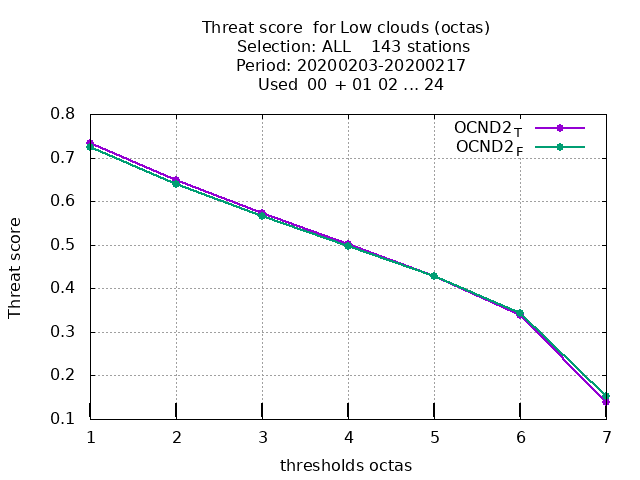 Threat score  for Low clouds (octas)
Selection: ALL    143 stations
Period: 20200203-20200217
Used  00  + 01 02 ... 24
OCND2T
OCND2F
Threat score
0.8
0.7
0.6
0.5
0.4
0.3
0.2
0.1
1 2 3 4 5 6 7
thresholds octas